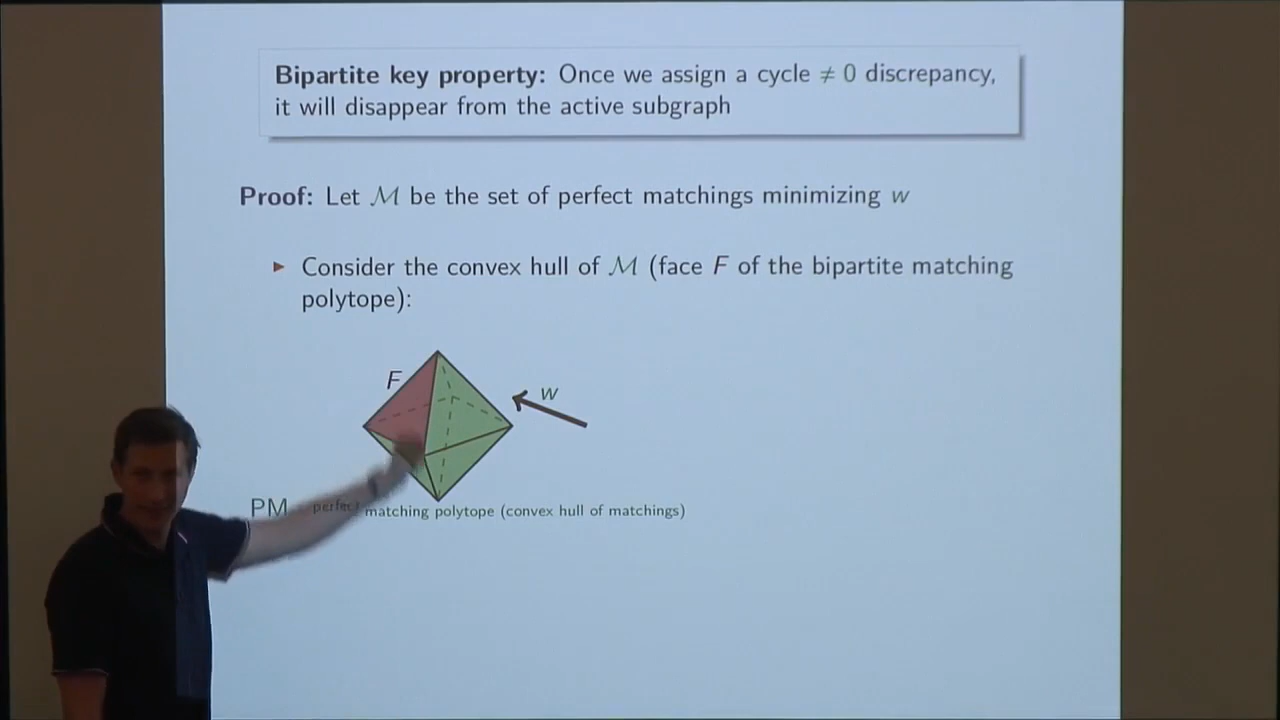 Bipartite key property: Once we assign a cycle ≠ 0 discrepancy,
it will disappear from the active subgraph
Proof: Let ℳ be the set of perfect matchings minimizing w
► Consider the convex hull of ℳ (face F of the bipartite matching
polytope):
F
w
PM perfect matching polytope (convex hull of matchings)